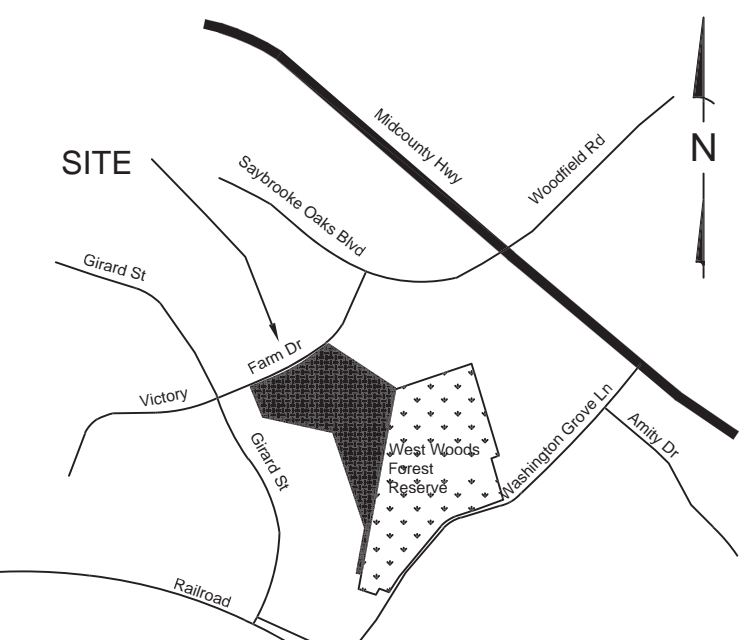 Midcounty Hwy
Woodfield Rd
N
SITE
Saybrooke Oaks Blvd
Girard St
Farm Dr
Victory
Girard St
West Woods
Forest
Reserve
Washington Grove Ln
Amity Dr
Railroad